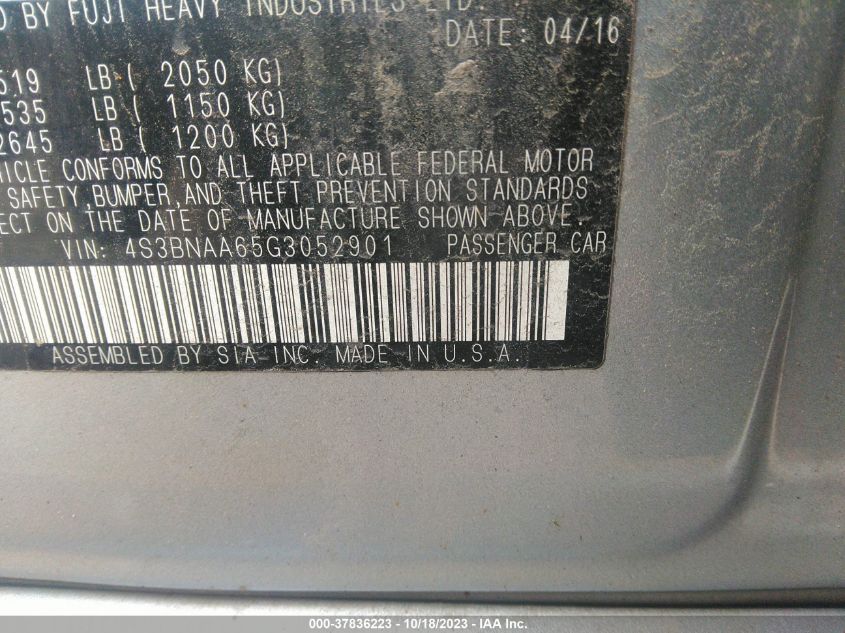 BY FUJI HEAVY INDUSTRIES LTD.
DATE: 04/16
519 LB ( 2050 KG)
535 LB ( 1150 KG)
2645 LB ( 1200 KG)
HICLE CONFORMS TO ALL APPLICABLE FEDERAL MOTOR
SAFETY,BUMPER,AND THEFT PREVENTION STANDARDS
ECT ON THE DATE OF MANUFACTURE SHOWN ABOVE.
VIN: 4S3BNAA65G3052901 PASSENGER CAR
ASSEMBLED BY SIA INC. MADE IN U.S.A.
000-37836223 - 10/18/2023 - IAA Inc.